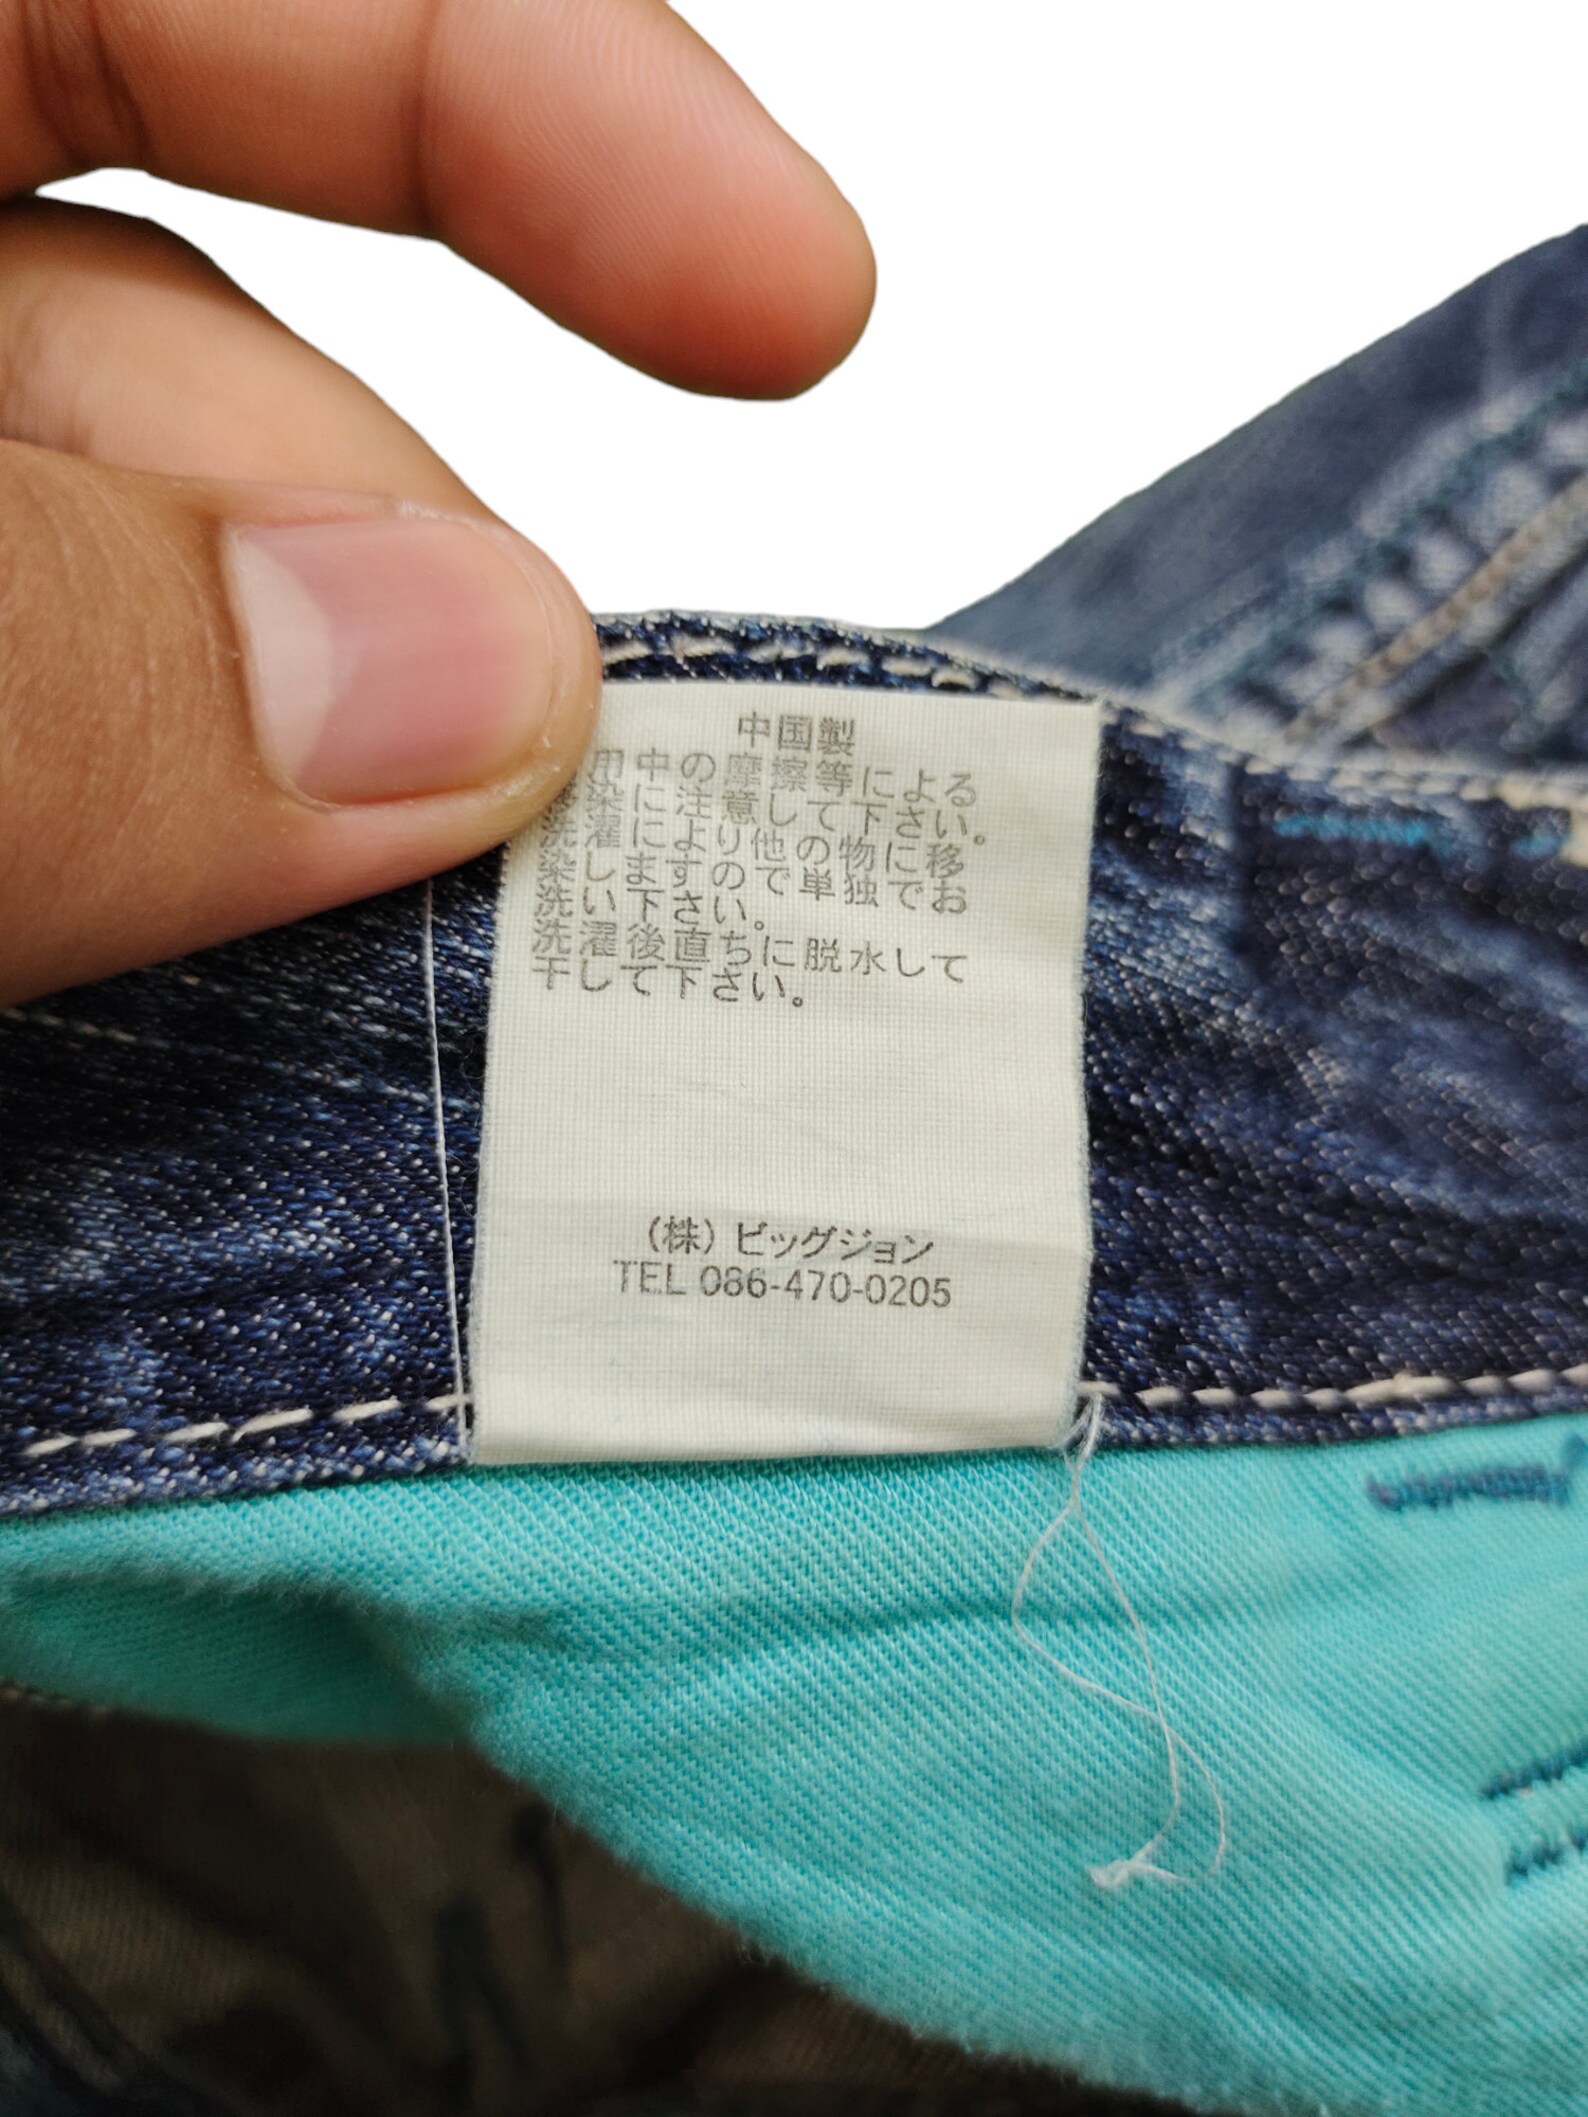 中国製
用中の摩擦等による
染に注意して下さい。
洗濯により他の物に移
染しますので単独でお
洗い下さい。
洗濯後直ちに脱水して
干して下さい。
(株) ビッグジョン
TEL 086-470-0205